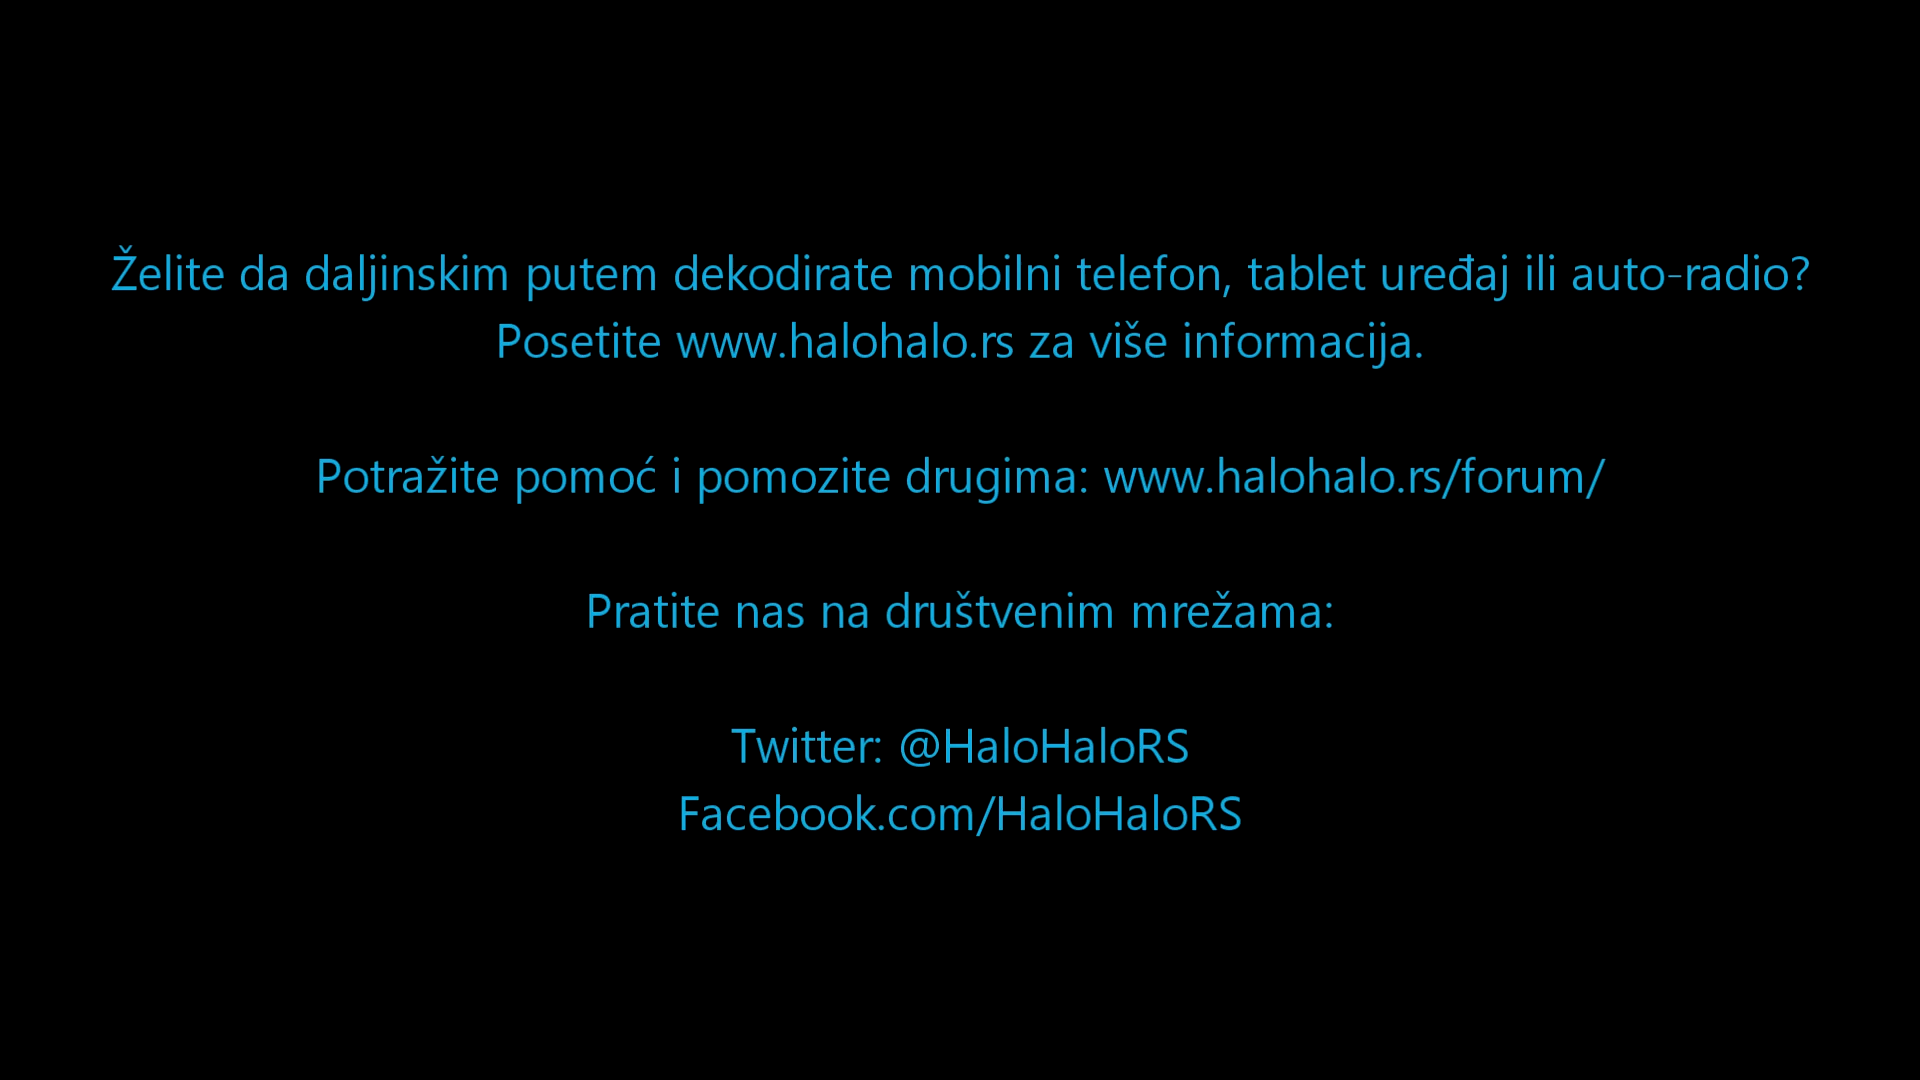 Želite da daljinskim putem dekodirate mobilni telefon, tablet uređaj ili auto-radio?
Posetite www.halohalo.rs za više informacija.
Potražite pomoć i pomozite drugima: www.halohalo.rs/forum/
Pratite nas na društvenim mrežama:
Twitter: @HaloHaloRS
Facebook.com/HaloHaloRS